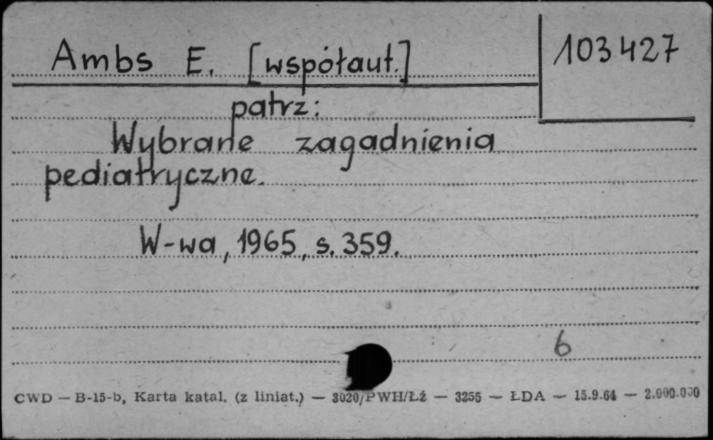 Ambs E. [współaut.]
103427
patrz:
Wybrane zagadnienia
pediatryczne.
W-wa, 1965, s. 359.
6
CWD — B-15-b, Karta katal. (z liniat.) — 3020/PWH/Łź — 3255 — ŁDA — 15.9.64 — 2.000.000